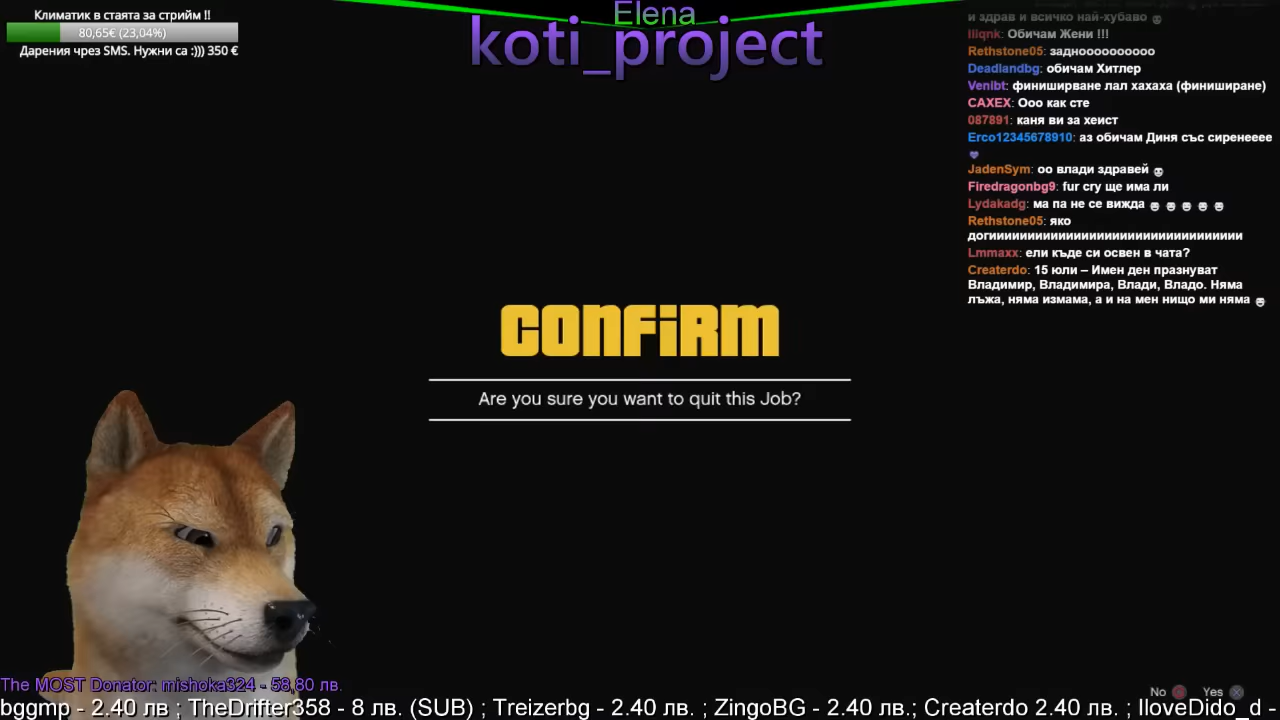 Климатик в стаята за стрийм !!
80,65€ (23,04%)
Дарения чрез SMS. Нужни са :))) 350 €
Elena
koti_project
и здрав и всичко най-хубаво
iiiqnk: Обичам Жени !!!
Rethstone05: задноооооооооо
Deadlandbg: обичам Хитлер
Venibt: финиширване лал хахаха (финиширане)
CAXEX: Ооо как сте
087891: каня ви за хеист
Erco12345678910: аз обичам Диня със сиренееее
JadenSym: оо влади здравей
Firedragonbg9: fur cry ще има ли
Lydakadg: ма па не се вижда
Rethstone05: яко
догиииииииииииииииииииииииииииииииии
Lmmaxx: ели къде си освен в чата?
Createrdo: 15 юли – Имен ден празнуват
Владимир, Владимира, Влади, Владо. Няма
лъжа, няма измама, а и на мен нищо ми няма
CONFIRM
Are you sure you want to quit this Job?
No Yes
The MOST Donator: mishoka324 - 58,80 лв.
bggmp - 2.40 лв ; TheDrifter358 - 8 лв. (SUB) ; Treizerbg - 2.40 лв. ; ZingoBG - 2.40 лв.; Createrdo 2.40 лв. ; IloveDido_d -